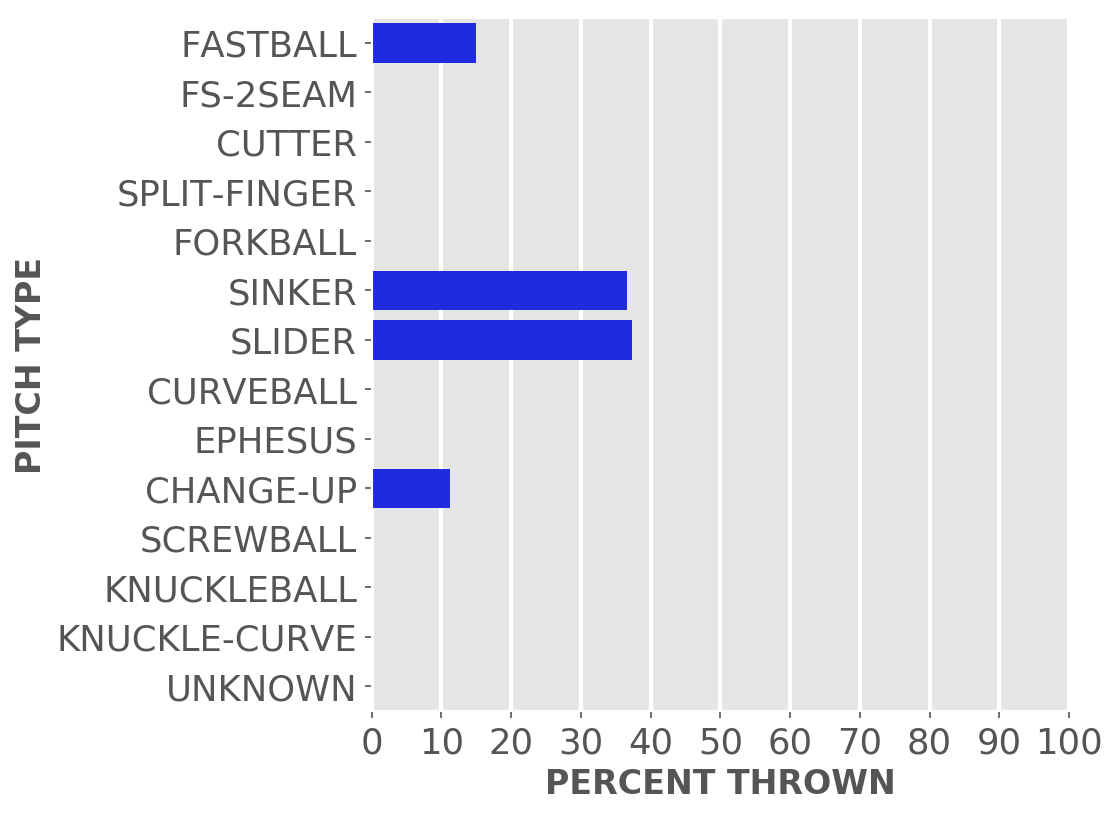 FASTBALL
FS-2SEAM
CUTTER
SPLIT-FINGER
FORKBALL
SINKER
SLIDER
CURVEBALL
EPHESUS
CHANGE-UP
SCREWBALL
KNUCKLEBALL
KNUCKLE-CURVE
UNKNOWN
PITCH TYPE
0 10 20 30 40 50 60 70 80 90 100
PERCENT THROWN